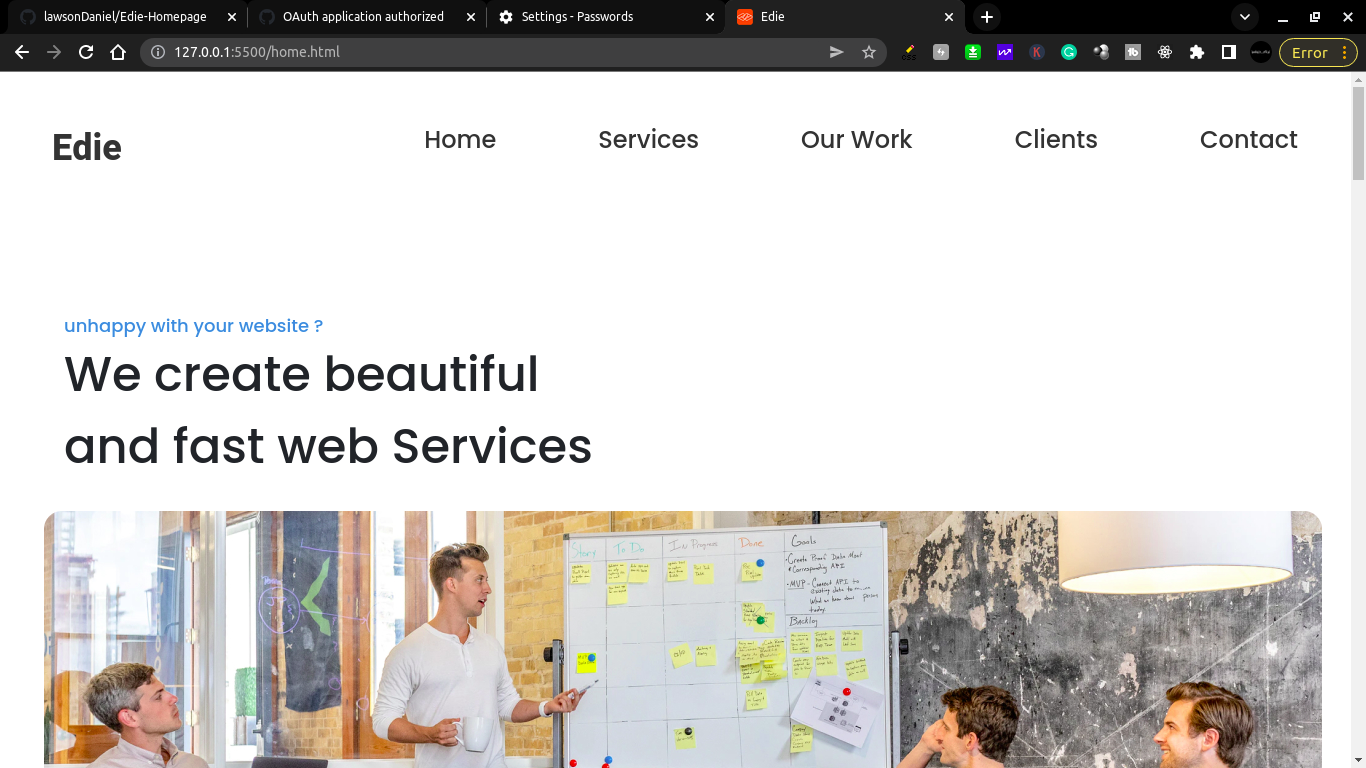 lawsonDaniel/Edie-Homepage
OAuth application authorized
Settings - Passwords
Edie
127.0.0.1:5500/home.html
Error
Edie
Home
Services
Our Work
Clients
Contact
unhappy with your website ?
We create beautiful
and fast web Services
Story
To Do
In Progress
Done
Goals
Backlog